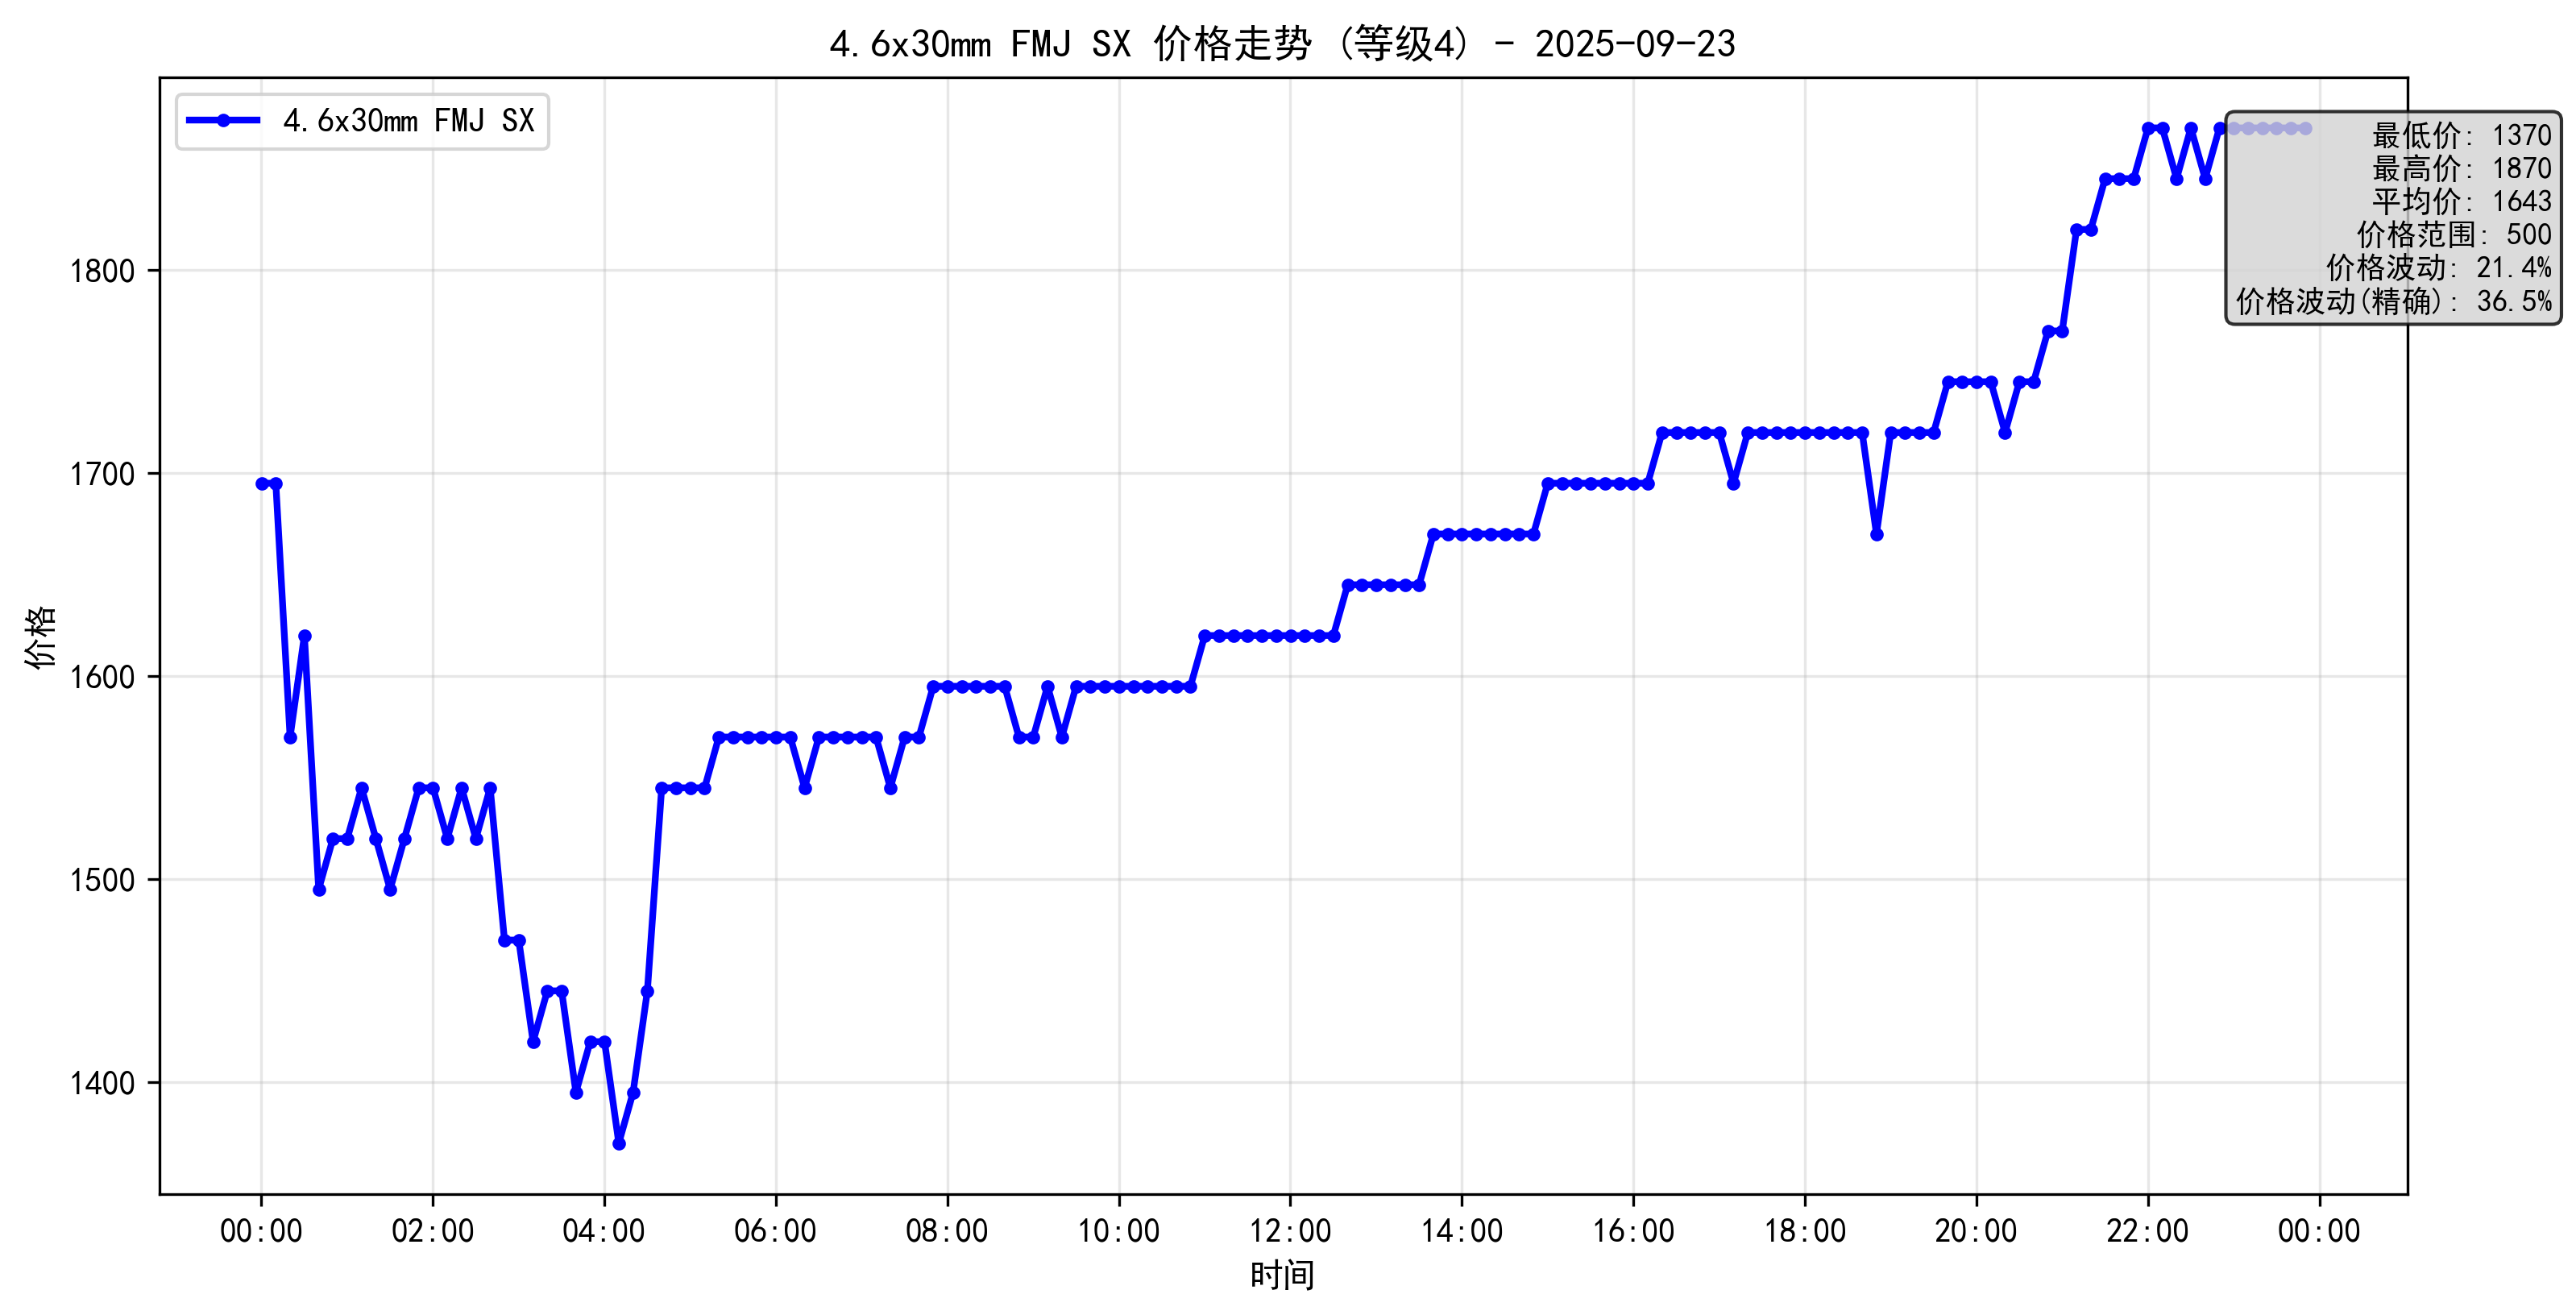 4.6x30mm FMJ SX 价格走势 (等级4) - 2025-09-23
4.6x30mm FMJ SX
最低价: 1370
最高价: 1870
平均价: 1643
价格范围: 500
价格波动: 21.4%
价格波动(精确): 36.5%
价格
1800
1700
1600
1500
1400
00:00 02:00 04:00 06:00 08:00 10:00 12:00 14:00 16:00 18:00 20:00 22:00 00:00
时间